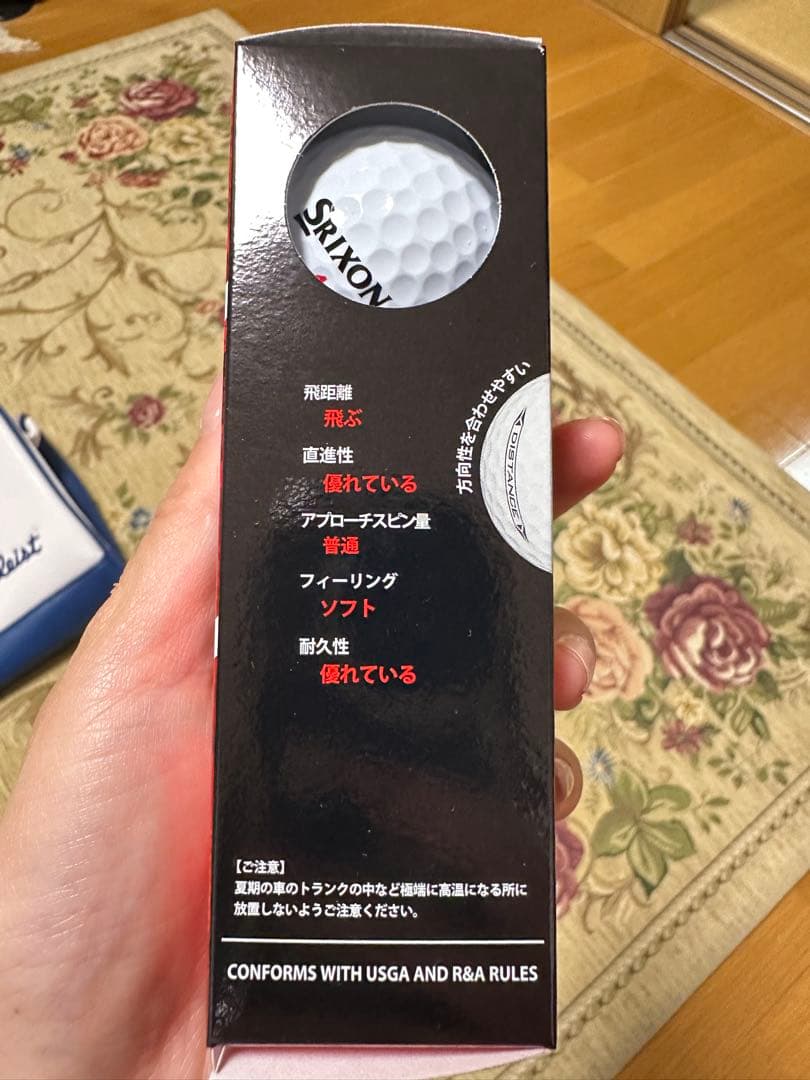 SRIXON
飛距離
飛ぶ
直進性
優れている
アプローチスピン量
普通
フィーリング
ソフト
耐久性
優れている
方向性を合わせやすい
DISTANCE
【ご注意】
夏期の車のトランクの中など極端に高温になる所に
放置しないようご注意ください。
CONFORMS WITH USGA AND R&A RULES